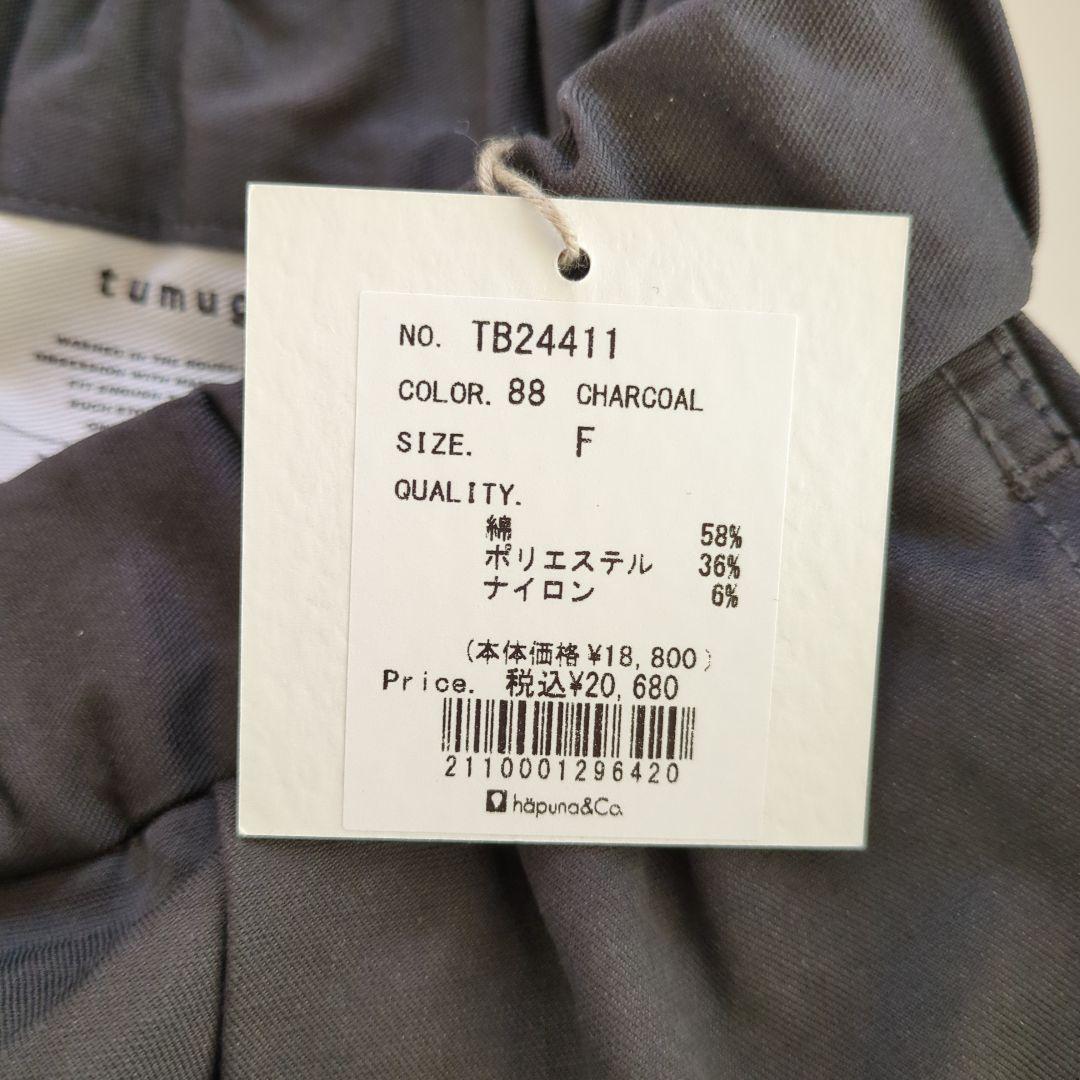 tumug
NO. TB24411
COLOR. 88 CHARCOAL
SIZE. F
QUALITY.
綿 58%
ポリエステル 36%
ナイロン 6%
(本体価格 ¥18,800)
Price. 税込¥20,680
2110001296420
häpuna&Co.